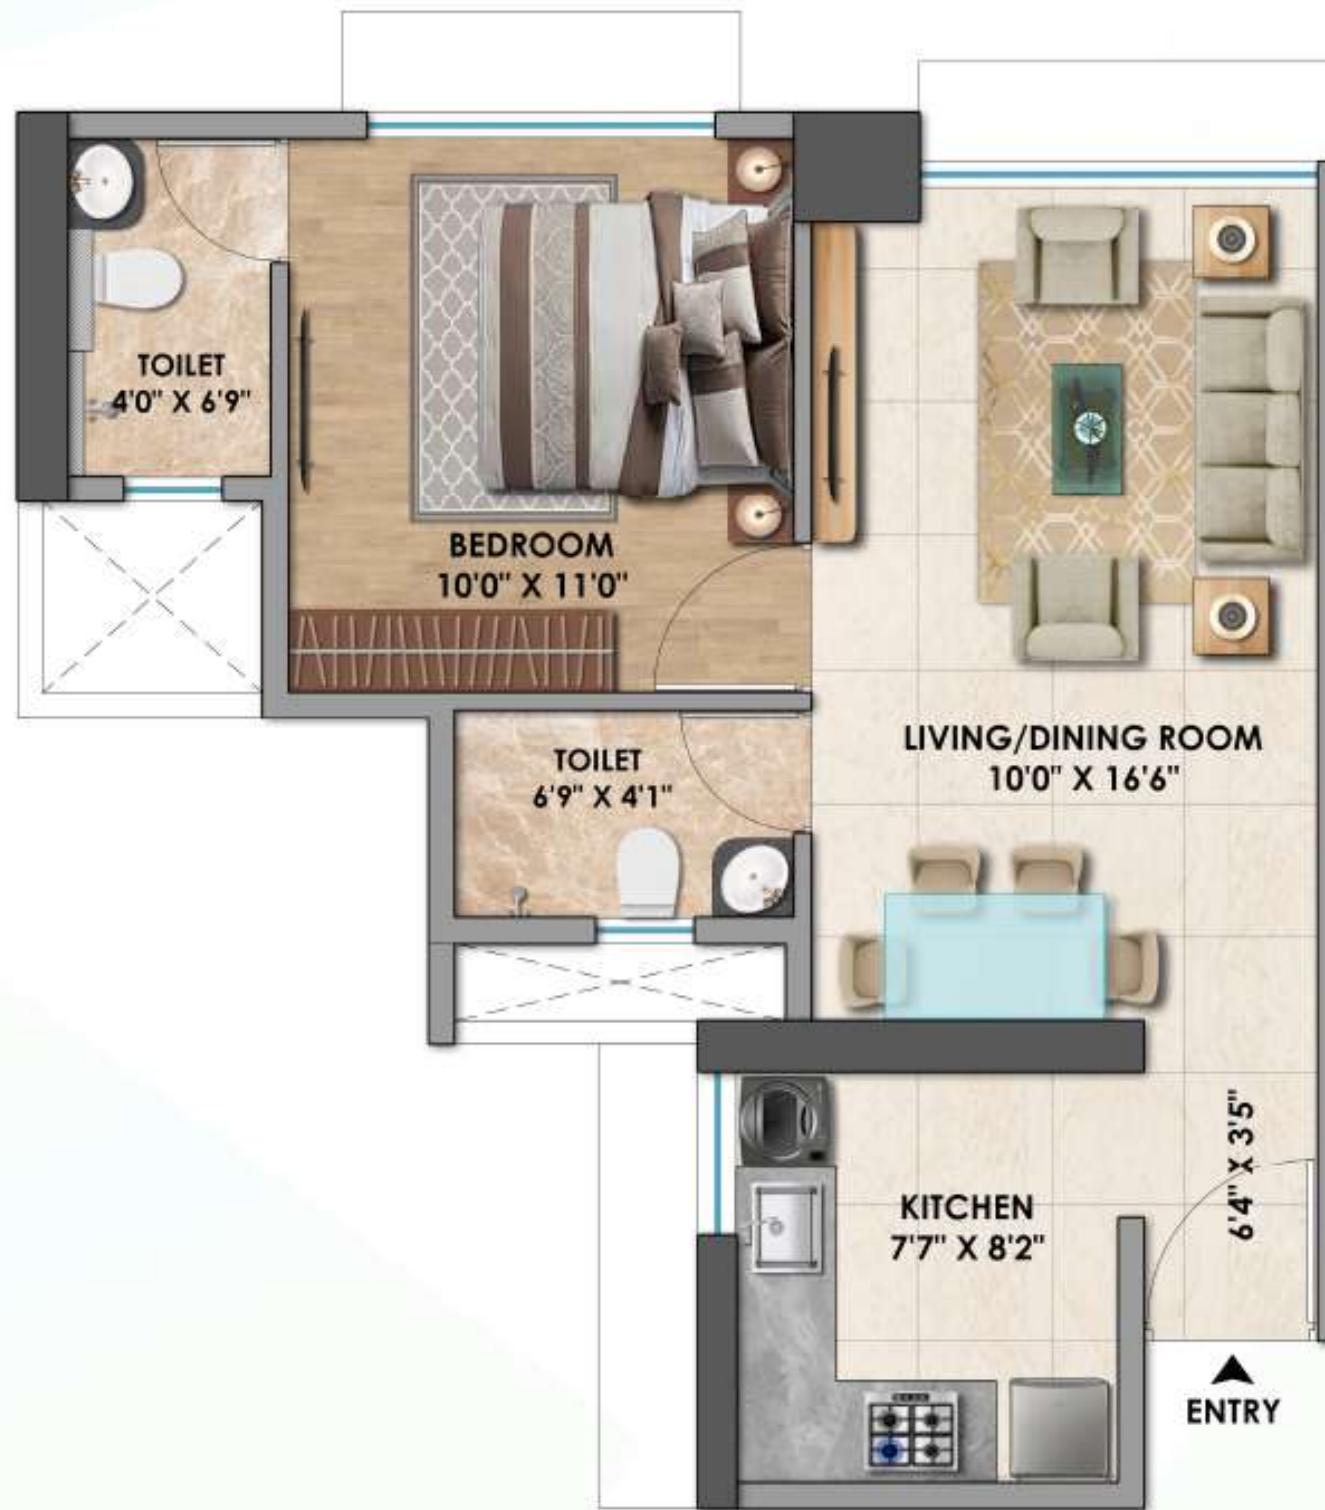 TOILET
4'0" X 6'9"
BEDROOM
10'0" X 11'0"
TOILET
6'9" X 4'1"
LIVING/DINING ROOM
10'0" X 16'6"
6'4" X 3'5"
KITCHEN
7'7" X 8'2"
ENTRY